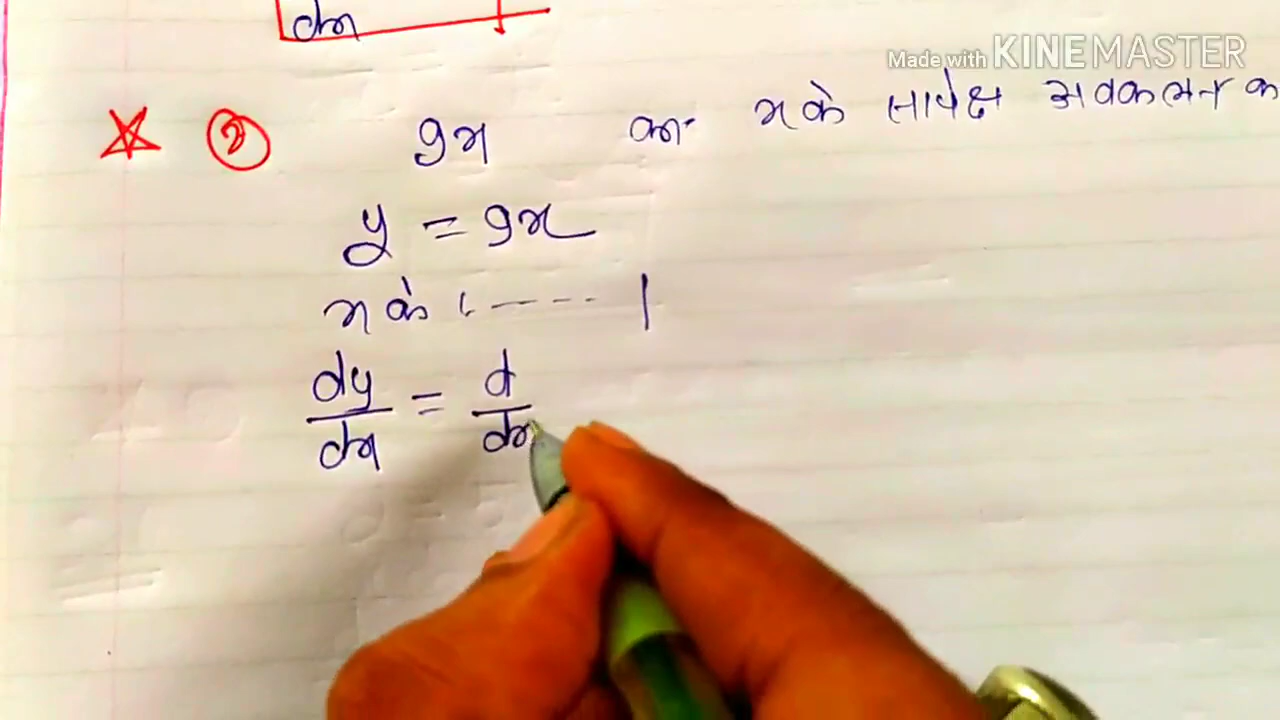 dx
Made with KINEMASTER
② 9x का x के सापेक्ष अवकलन क
y = 9x
x के ।
dy/dx = d/dx